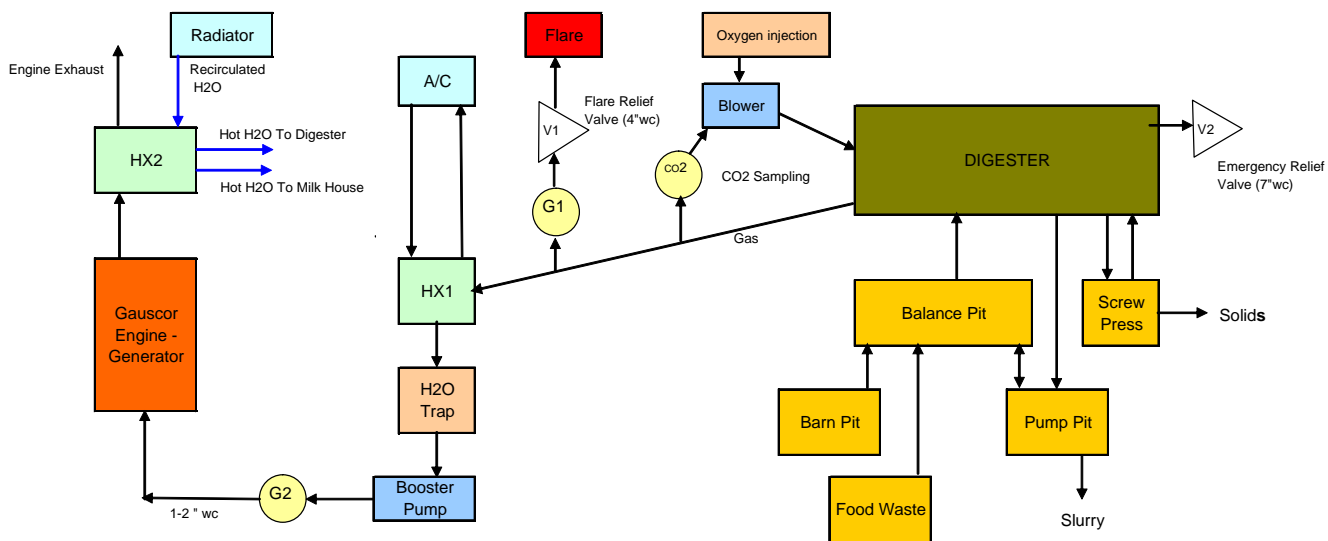 Radiator
Flare
Oxygen injection
Engine Exhaust
Recirculated
H2O
A/C
Flare Relief
Valve (4"wc)
Blower
V1
V2
HX2
Hot H2O To Digester
Hot H2O To Milk House
co2
CO2 Sampling
DIGESTER
Emergency Relief
Valve (7"wc)
G1
Gas
HX1
Gauscor
Engine -
Generator
Balance Pit
Screw
Press
Solids
H2O
Trap
Barn Pit
Pump Pit
G2
Booster
Pump
1-2 " wc
Food Waste
Slurry